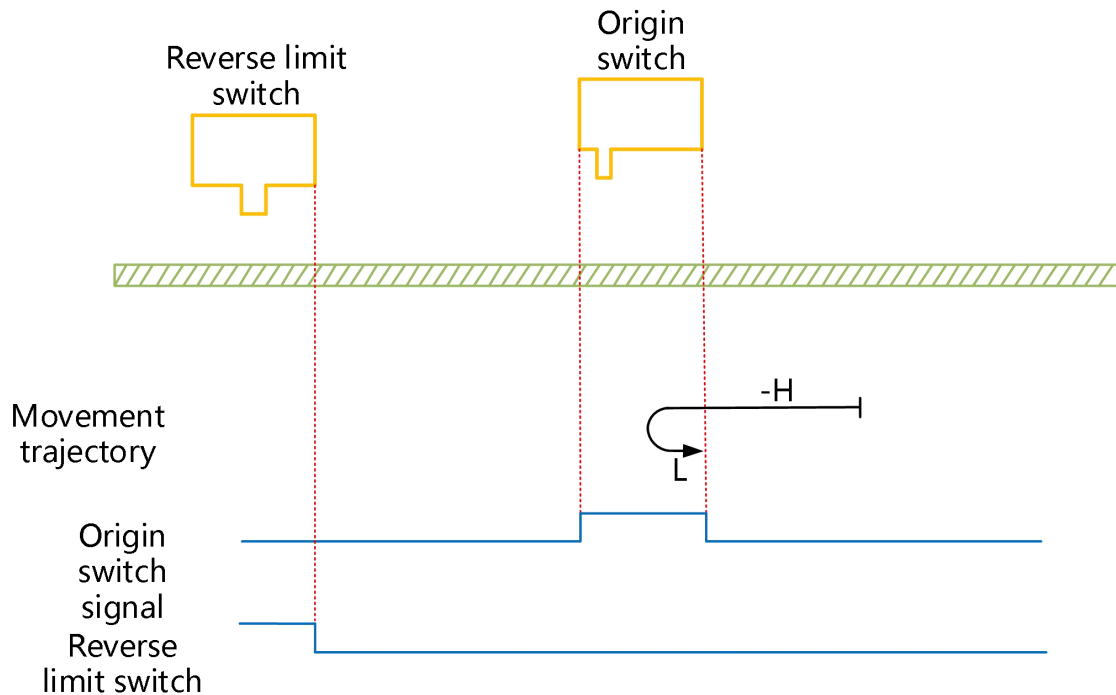 Origin
switch
Reverse limit
switch
-H
Movement
trajectory
L
Origin
switch
signal
Reverse
limit switch